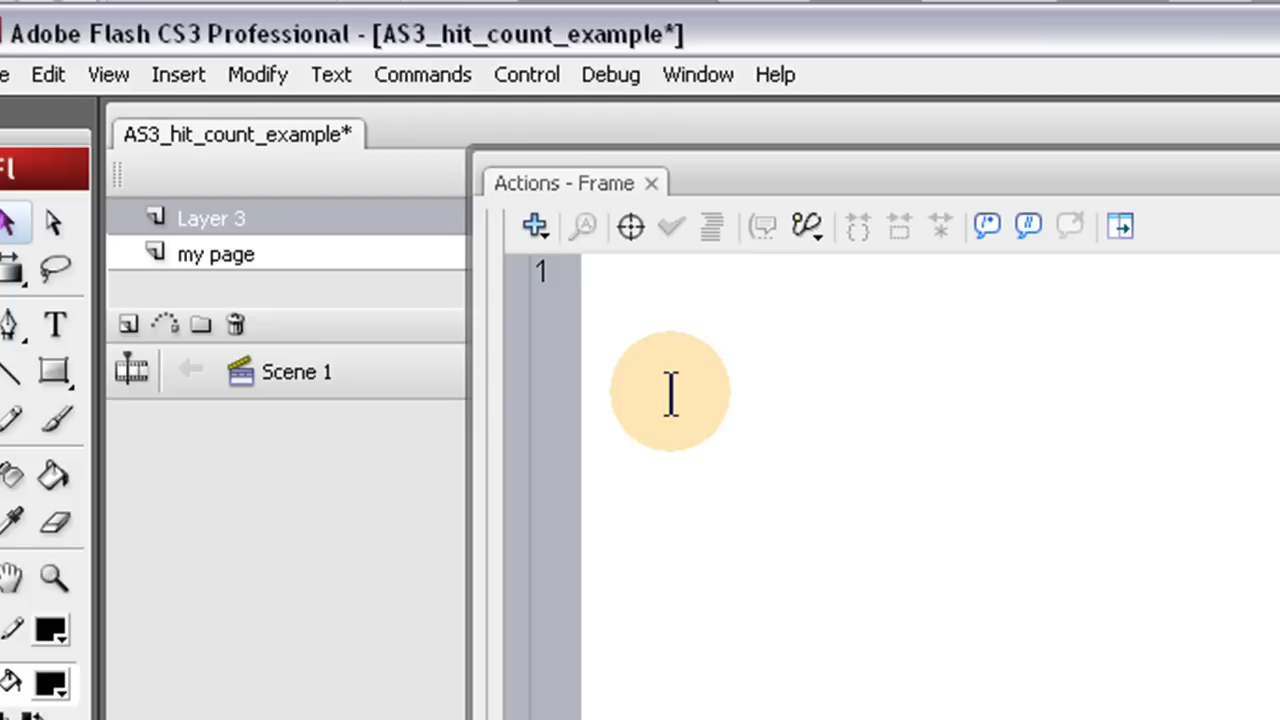 Adobe Flash CS3 Professional - [AS3_hit_count_example*]
e Edit View Insert Modify Text Commands Control Debug Window Help
AS3_hit_count_example*
Fl
Actions - Frame
Layer 3
my page
1
T
Scene 1